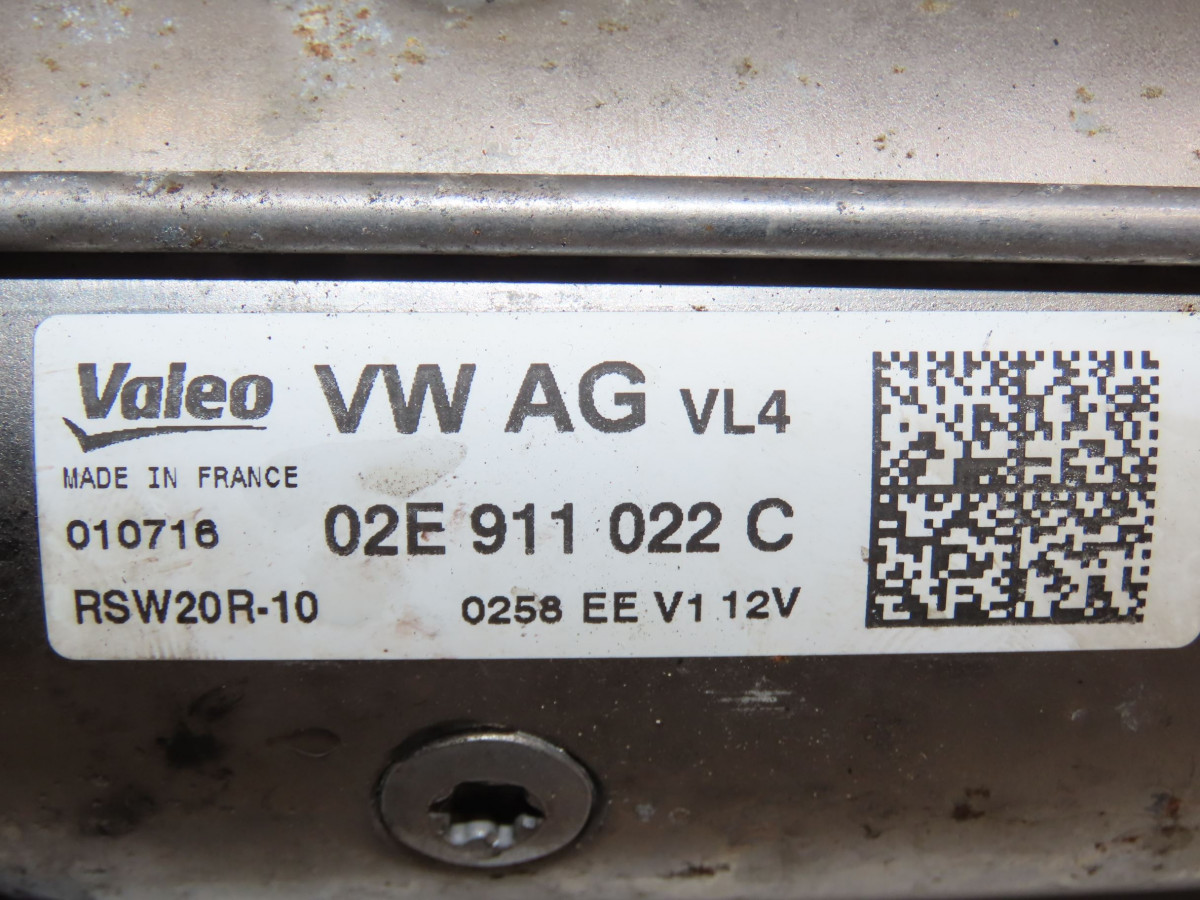 Valeo VW AG VL4
MADE IN FRANCE
010716 02E 911 022 C
RSW20R-10 0258 EE V1 12V